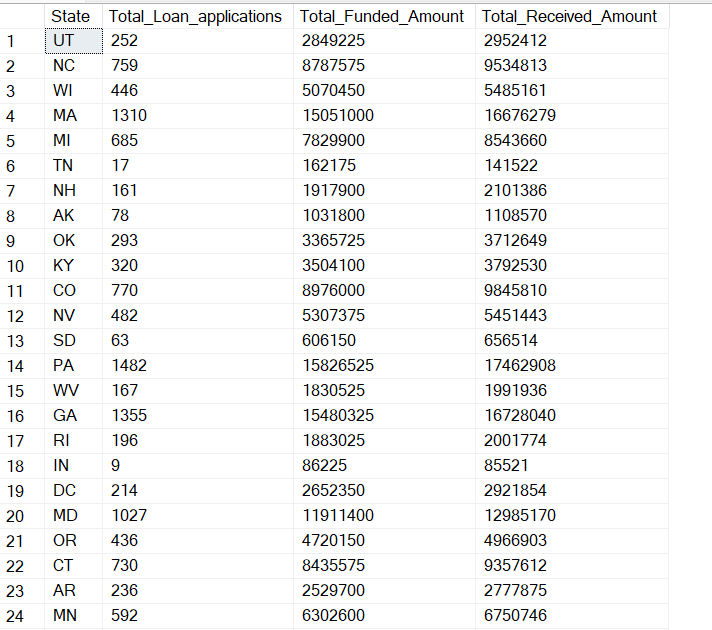 State Total_Loan_applications Total_Funded_Amount Total_Received_Amount
1 UT 252 2849225 2952412
2 NC 759 8787575 9534813
3 WI 446 5070450 5485161
4 MA 1310 15051000 16676279
5 MI 685 7829900 8543660
6 TN 17 162175 141522
7 NH 161 1917900 2101386
8 AK 78 1031800 1108570
9 OK 293 3365725 3712649
10 KY 320 3504100 3792530
11 CO 770 8976000 9845810
12 NV 482 5307375 5451443
13 SD 63 606150 656514
14 PA 1482 15826525 17462908
15 WV 167 1830525 1991936
16 GA 1355 15480325 16728040
17 RI 196 1883025 2001774
18 IN 9 86225 85521
19 DC 214 2652350 2921854
20 MD 1027 11911400 12985170
21 OR 436 4720150 4966903
22 CT 730 8435575 9357612
23 AR 236 2529700 2777875
24 MN 592 6302600 6750746